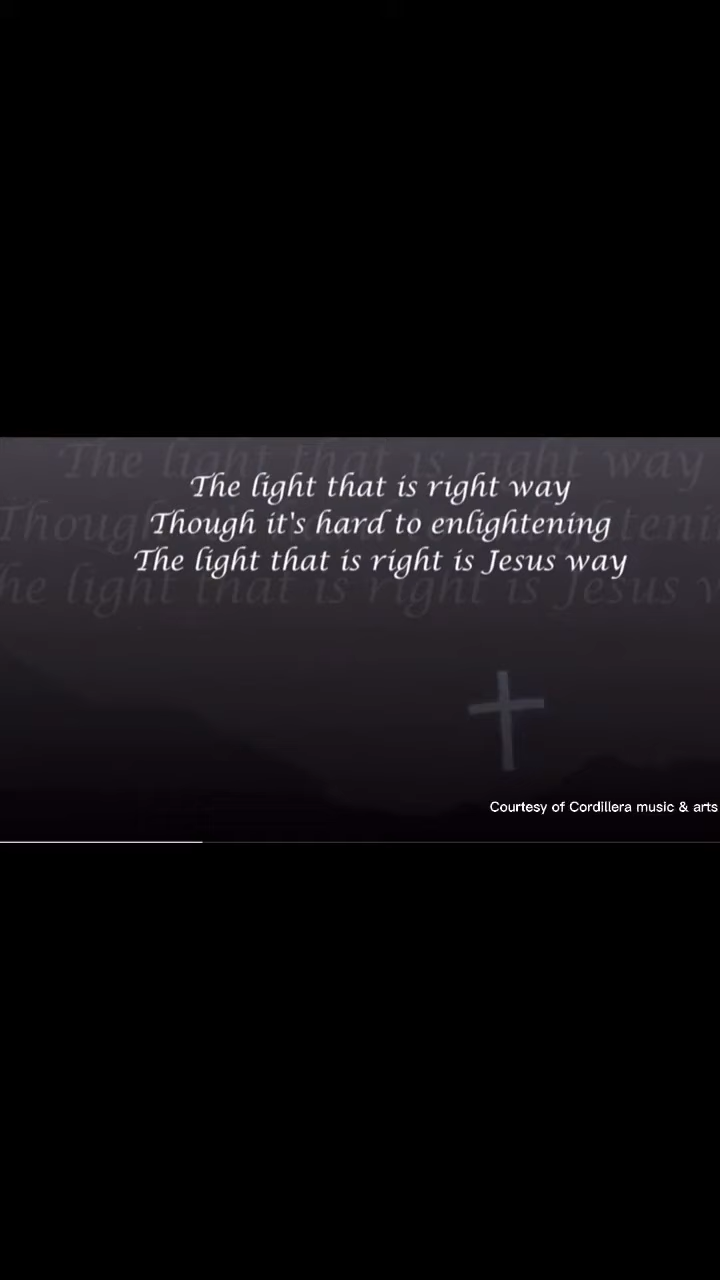 The light that is right way
Though it's hard to enlightening
The light that is right is Jesus way
Courtesy of Cordillera music & arts